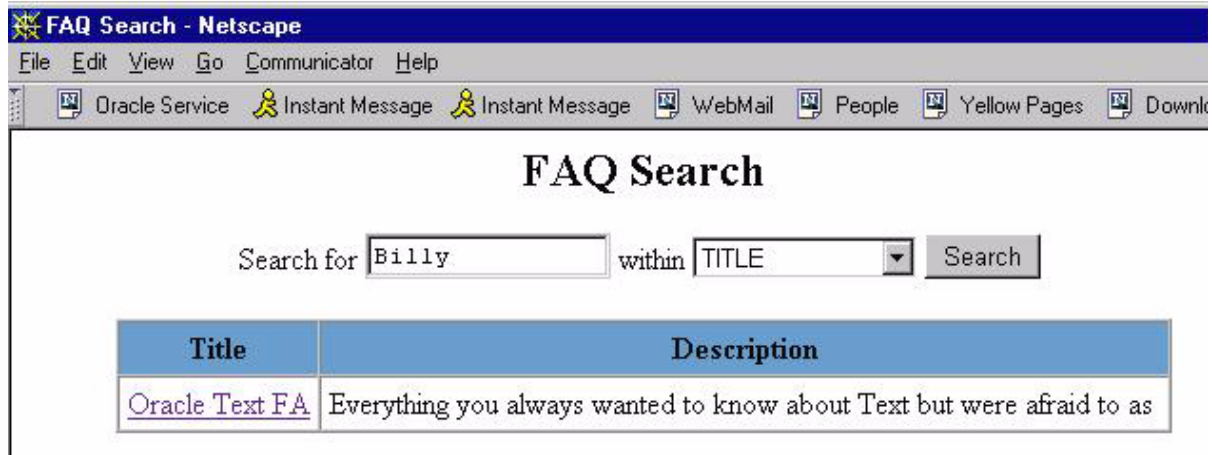 FAQ Search - Netscape
File Edit View Go Communicator Help
Oracle Service Instant Message Instant Message WebMail People Yellow Pages Downlo
FAQ Search
Search for Billy within TITLE Search
Title Description
Oracle Text FA Everything you always wanted to know about Text but were afraid to as